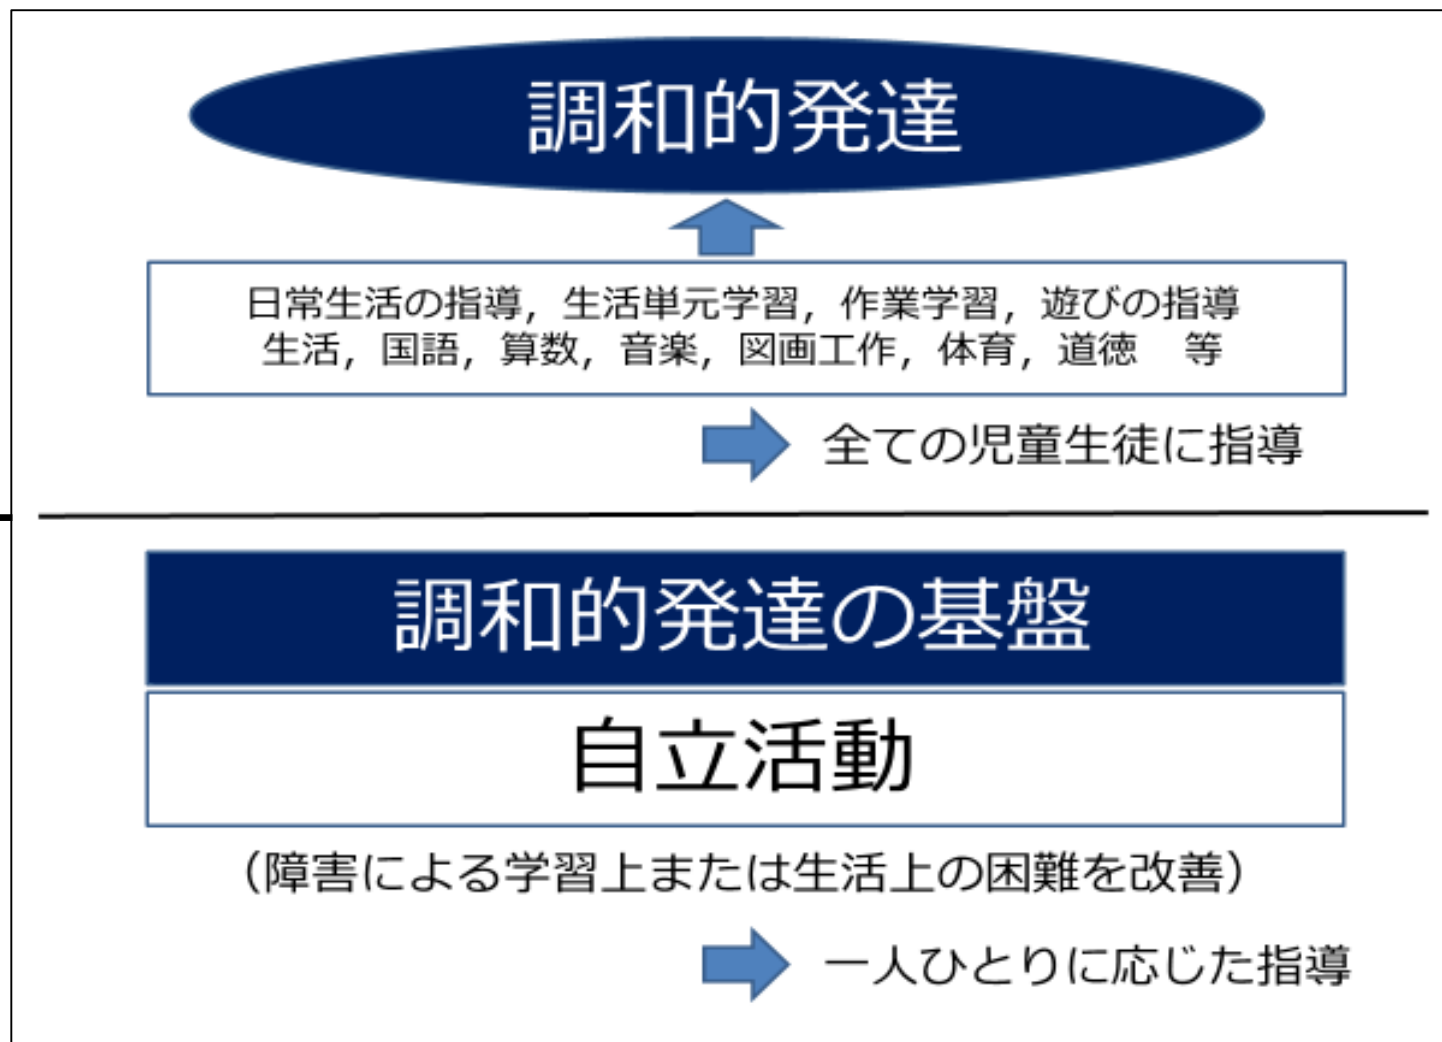 調和的発達
日常生活の指導，生活単元学習，作業学習，遊びの指導
生活，国語，算数，音楽，図画工作，体育，道徳　等
全ての児童生徒に指導
調和的発達の基盤
自立活動
（障害による学習上または生活上の困難を改善）
一人ひとりに応じた指導